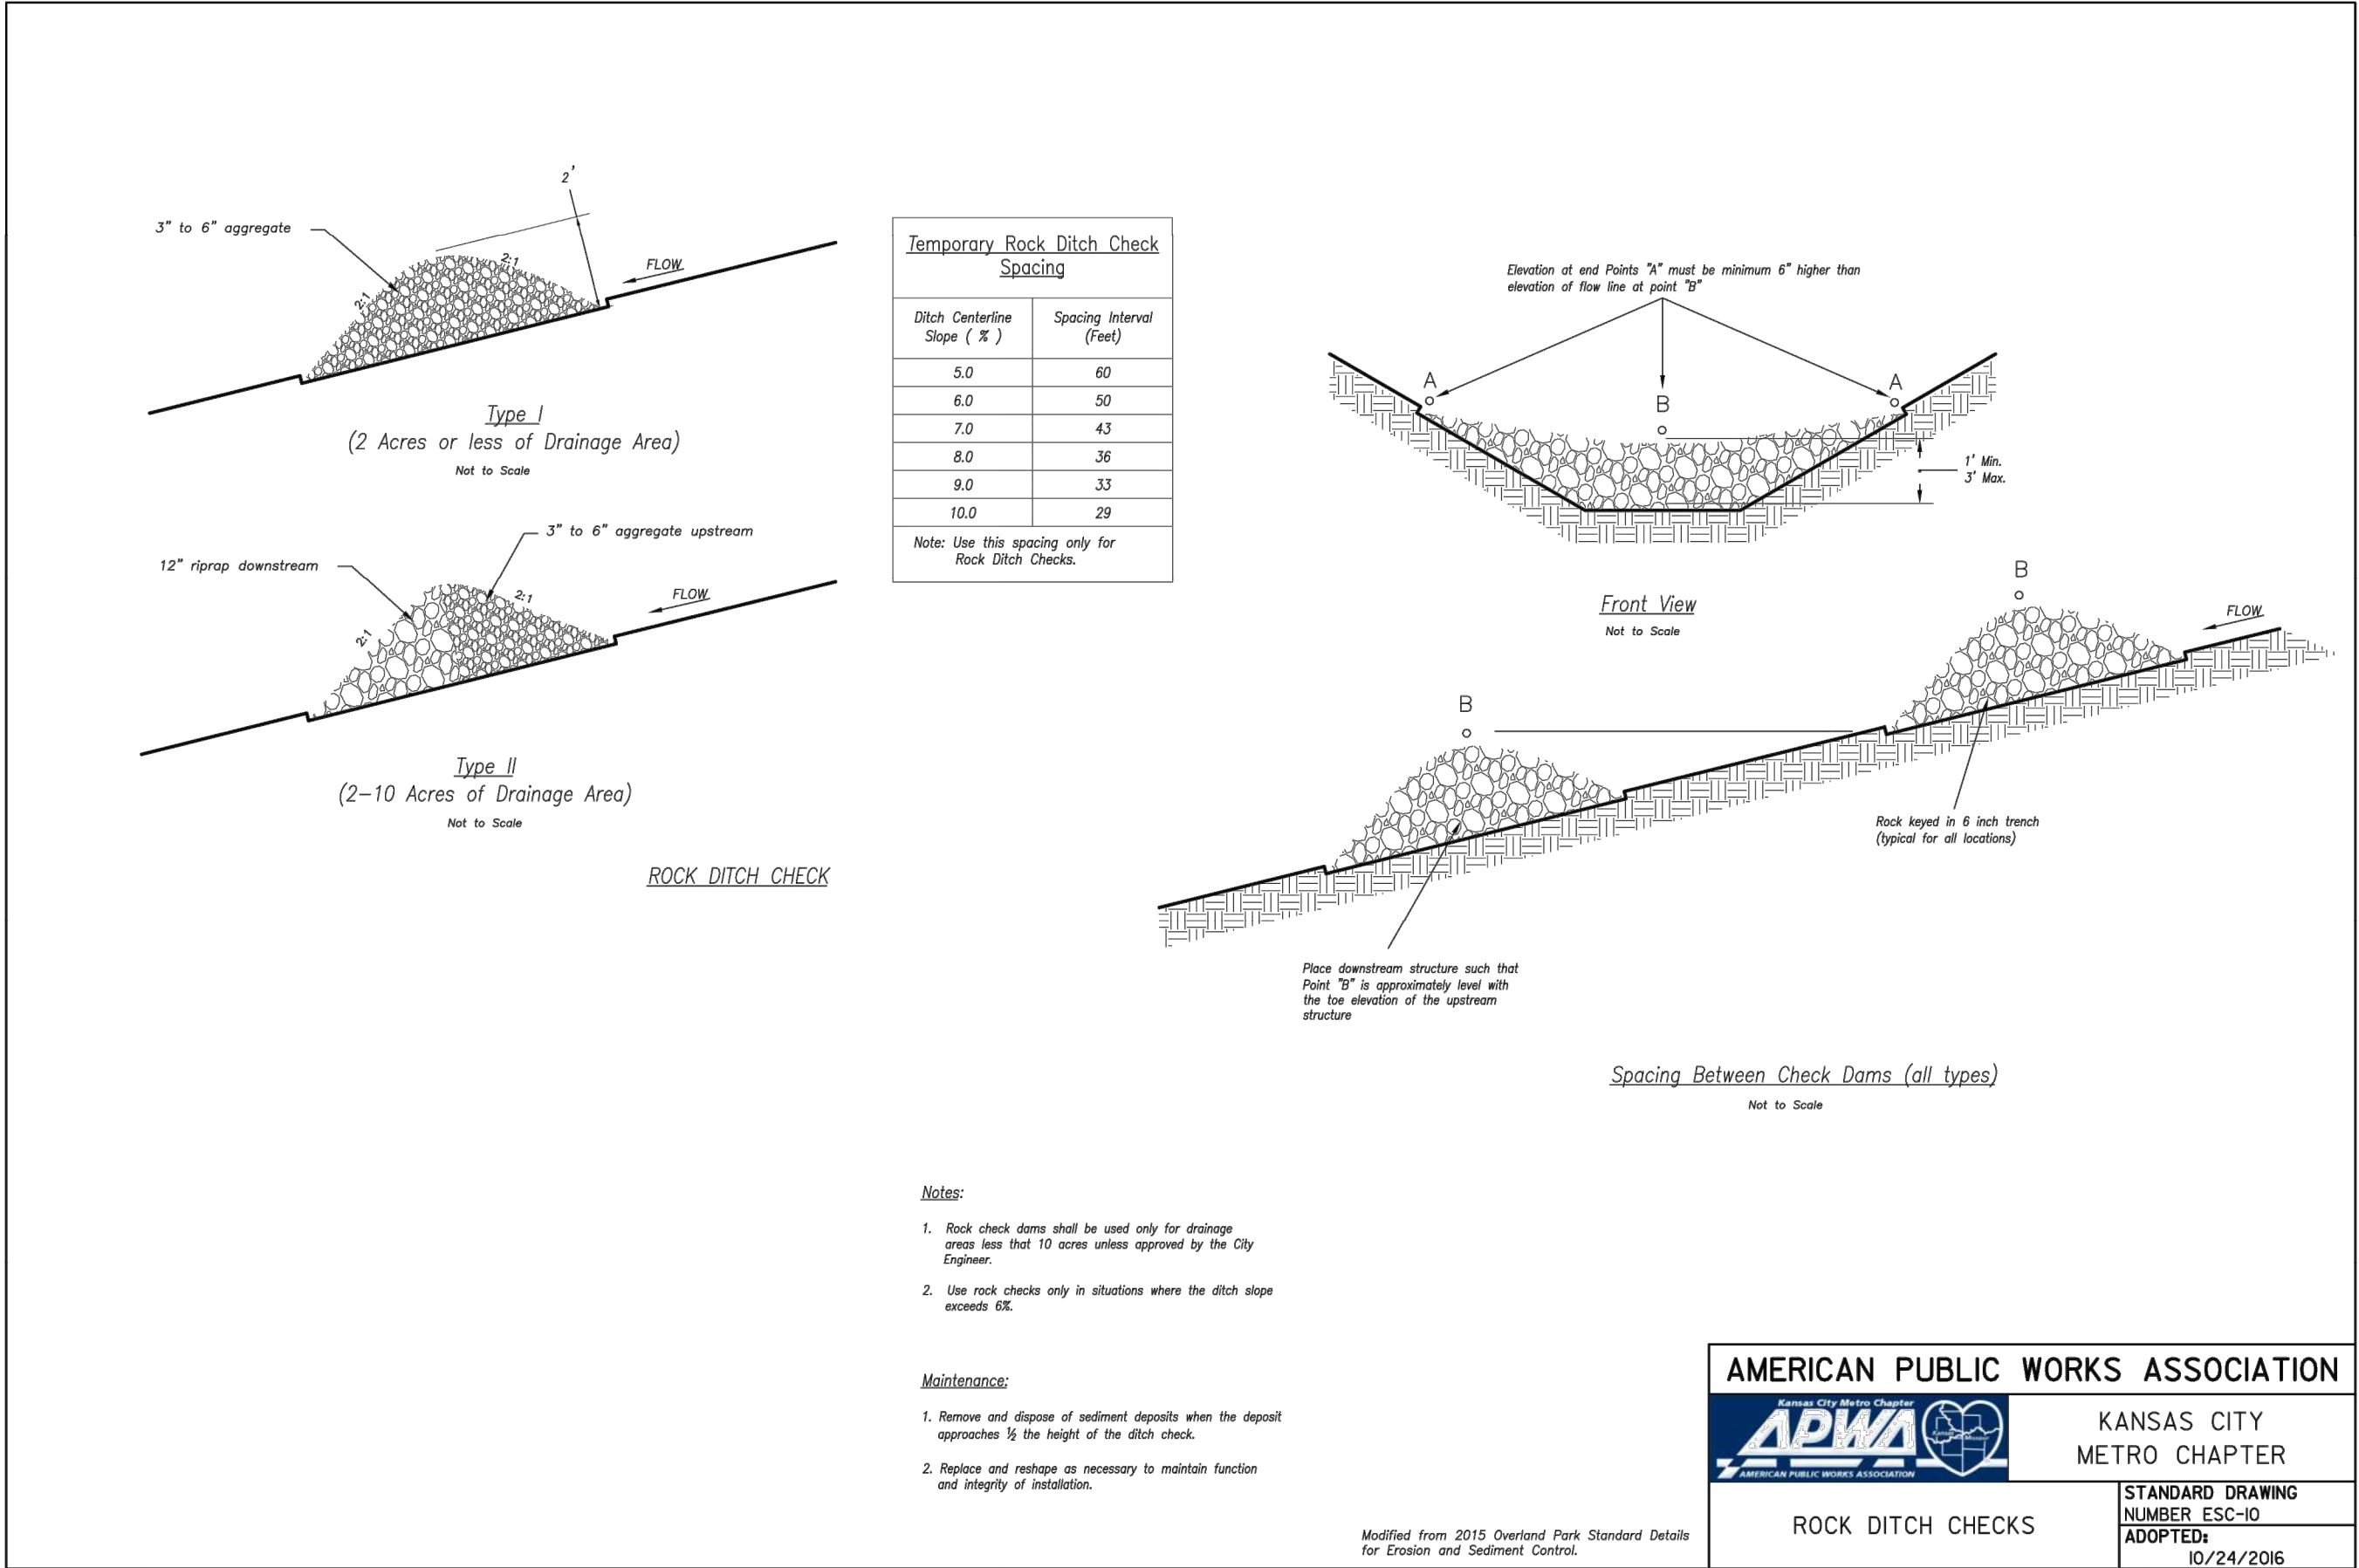 2'
3" to 6" aggregate
2:1
2:1
FLOW
Type I
(2 Acres or less of Drainage Area)
Not to Scale
3" to 6" aggregate upstream
12" riprap downstream
2:1
2:1
FLOW
Type II
(2-10 Acres of Drainage Area)
Not to Scale
ROCK DITCH CHECK
Temporary Rock Ditch Check
Spacing
Ditch Centerline
Slope ( % )
Spacing Interval
(Feet)
5.0 60
6.0 50
7.0 43
8.0 36
9.0 33
10.0 29
Note: Use this spacing only for
Rock Ditch Checks.
Elevation at end Points "A" must be minimum 6" higher than
elevation of flow line at point "B"
A
B
A
1' Min.
3' Max.
Front View
Not to Scale
B
FLOW
B
Rock keyed in 6 inch trench
(typical for all locations)
Place downstream structure such that
Point "B" is approximately level with
the toe elevation of the upstream
structure
Spacing Between Check Dams (all types)
Not to Scale
Notes:
1. Rock check dams shall be used only for drainage
areas less that 10 acres unless approved by the City
Engineer.
2. Use rock checks only in situations where the ditch slope
exceeds 6%.
Maintenance:
1. Remove and dispose of sediment deposits when the deposit
approaches ½ the height of the ditch check.
2. Replace and reshape as necessary to maintain function
and integrity of installation.
Modified from 2015 Overland Park Standard Details
for Erosion and Sediment Control.
AMERICAN PUBLIC WORKS ASSOCIATION
Kansas City Metro Chapter
APWA
Kansas Missouri
AMERICAN PUBLIC WORKS ASSOCIATION
KANSAS CITY
METRO CHAPTER
ROCK DITCH CHECKS
STANDARD DRAWING
NUMBER ESC-10
ADOPTED:
10/24/2016